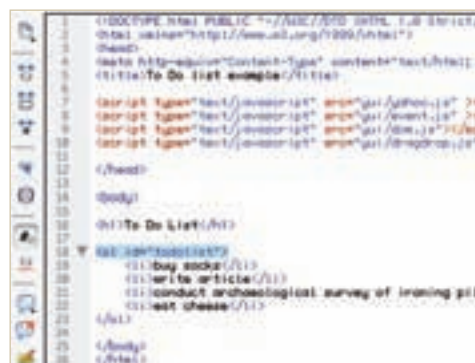 <!DOCTYPE html PUBLIC "-//W3C//DTD XHTML 1.0 Strict
<html xmlns="http://www.w3.org/1999/xhtml">
<head>
<meta http-equiv="Content-Type" content="text/html;
<title>To Do list example</title>
<script type="text/javascript" src="yui/yahoo.js"
<script type="text/javascript" src="yui/event.js"
<script type="text/javascript" src="yui/dom.js">
<script type="text/javascript" src="yui/dragdrop.js"
</head>
<body>
<h1>To Do List</h1>
id="todolist">
<li>buy socks</li>
<li>write article</li>
<li>conduct archaeological survey of ironing pil
<li>eat cheese</li>
</body>
</html>